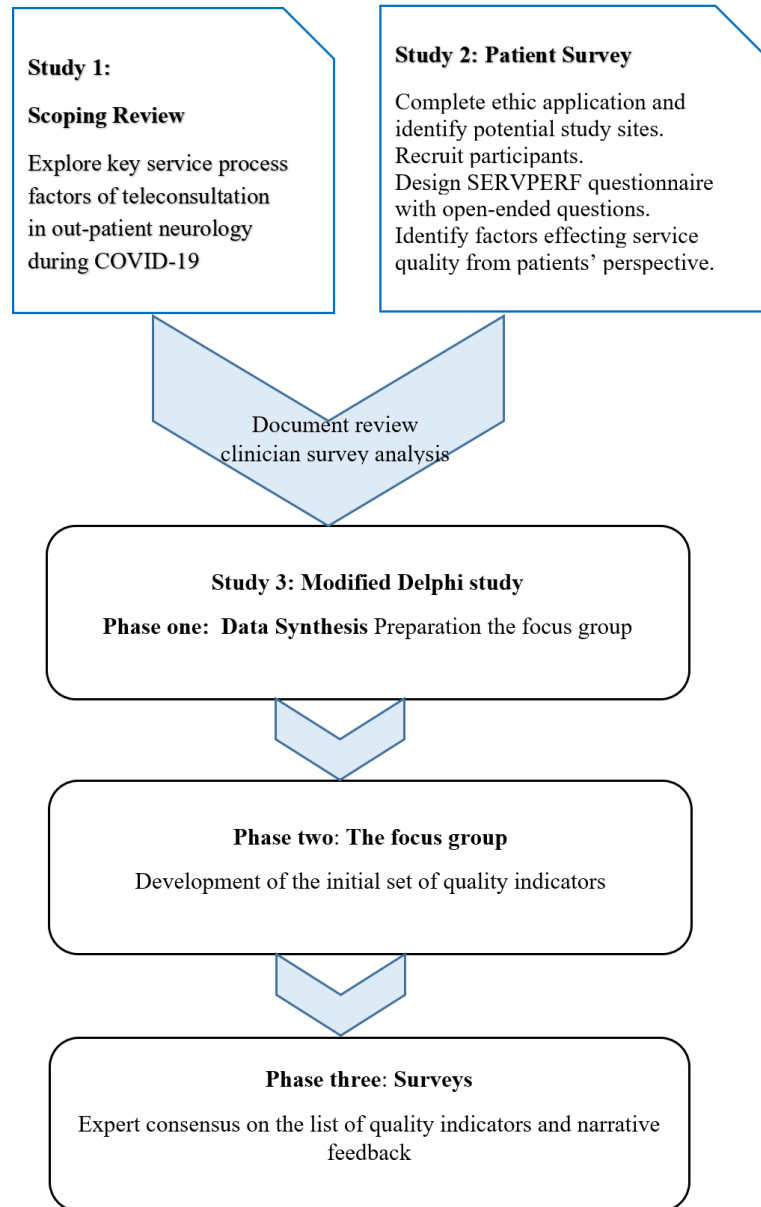 Study 1:
Scoping Review
Explore key service process
factors of teleconsultation
in out-patient neurology
during COVID-19
Study 2: Patient Survey
Complete ethic application and
identify potential study sites.
Recruit participants.
Design SERVPERF questionnaire
with open-ended questions.
Identify factors effecting service
quality from patients’ perspective.
Document review
clinician survey analysis
Study 3: Modified Delphi study
Phase one:  Data Synthesis Preparation the focus group
Phase two: The focus group
Development of the initial set of quality indicators
Phase three: Surveys
Expert consensus on the list of quality indicators and narrative
feedback